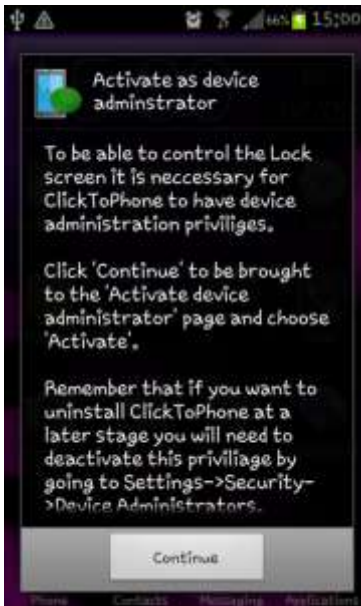 66% 15:00
Activate as device
adminstrator
To be able to control the Lock
screen it is neccessary for
ClickToPhone to have device
administration priviliges.
Click 'Continue' to be brought
to the 'Activate device
administrator' page and choose
'Activate'.
Remember that if you want to
uninstall ClickToPhone at a
later stage you will need to
deactivate this priviliage by
going to Settings->Security-
>Device Administrators.
Continue
Phone Contacts Messaging Applications